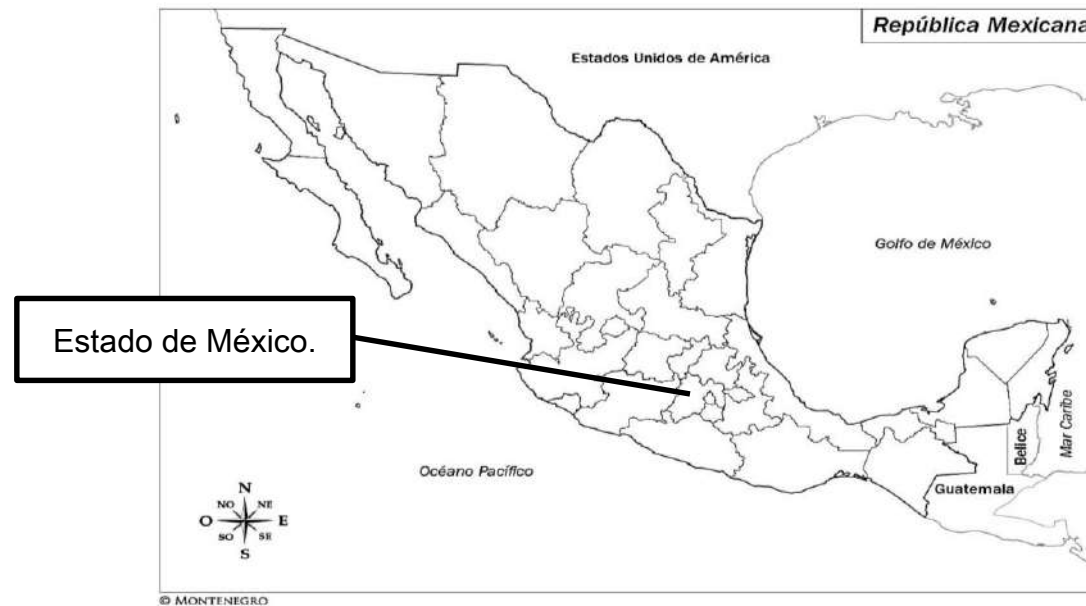 República Mexicana
Estados Unidos de América
Golfo de México
Estado de México.
Mar Caribe
Belice
Océano Pacífico
Guatemala
N
NO NE
O E
SO SE
S
© MONTENEGRO